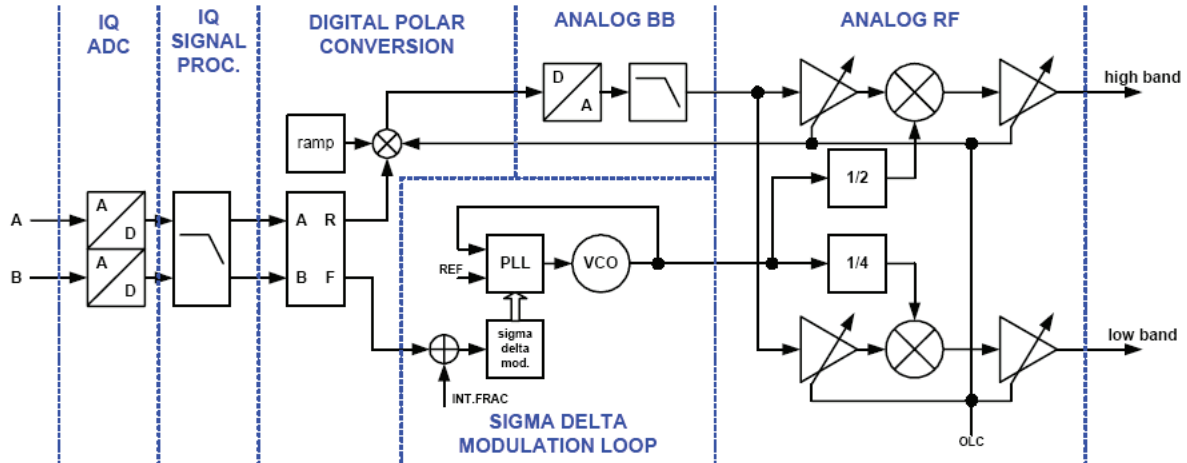 IQ
ADC
IQ
SIGNAL
PROC.
DIGITAL POLAR
CONVERSION
ANALOG BB
ANALOG RF
D
A
high band
ramp
1/2
A
A
D
A R
B
A
D
B F
REF
PLL
VCO
1/4
sigma
delta
mod.
low band
INT.FRAC
SIGMA DELTA
MODULATION LOOP
OLC